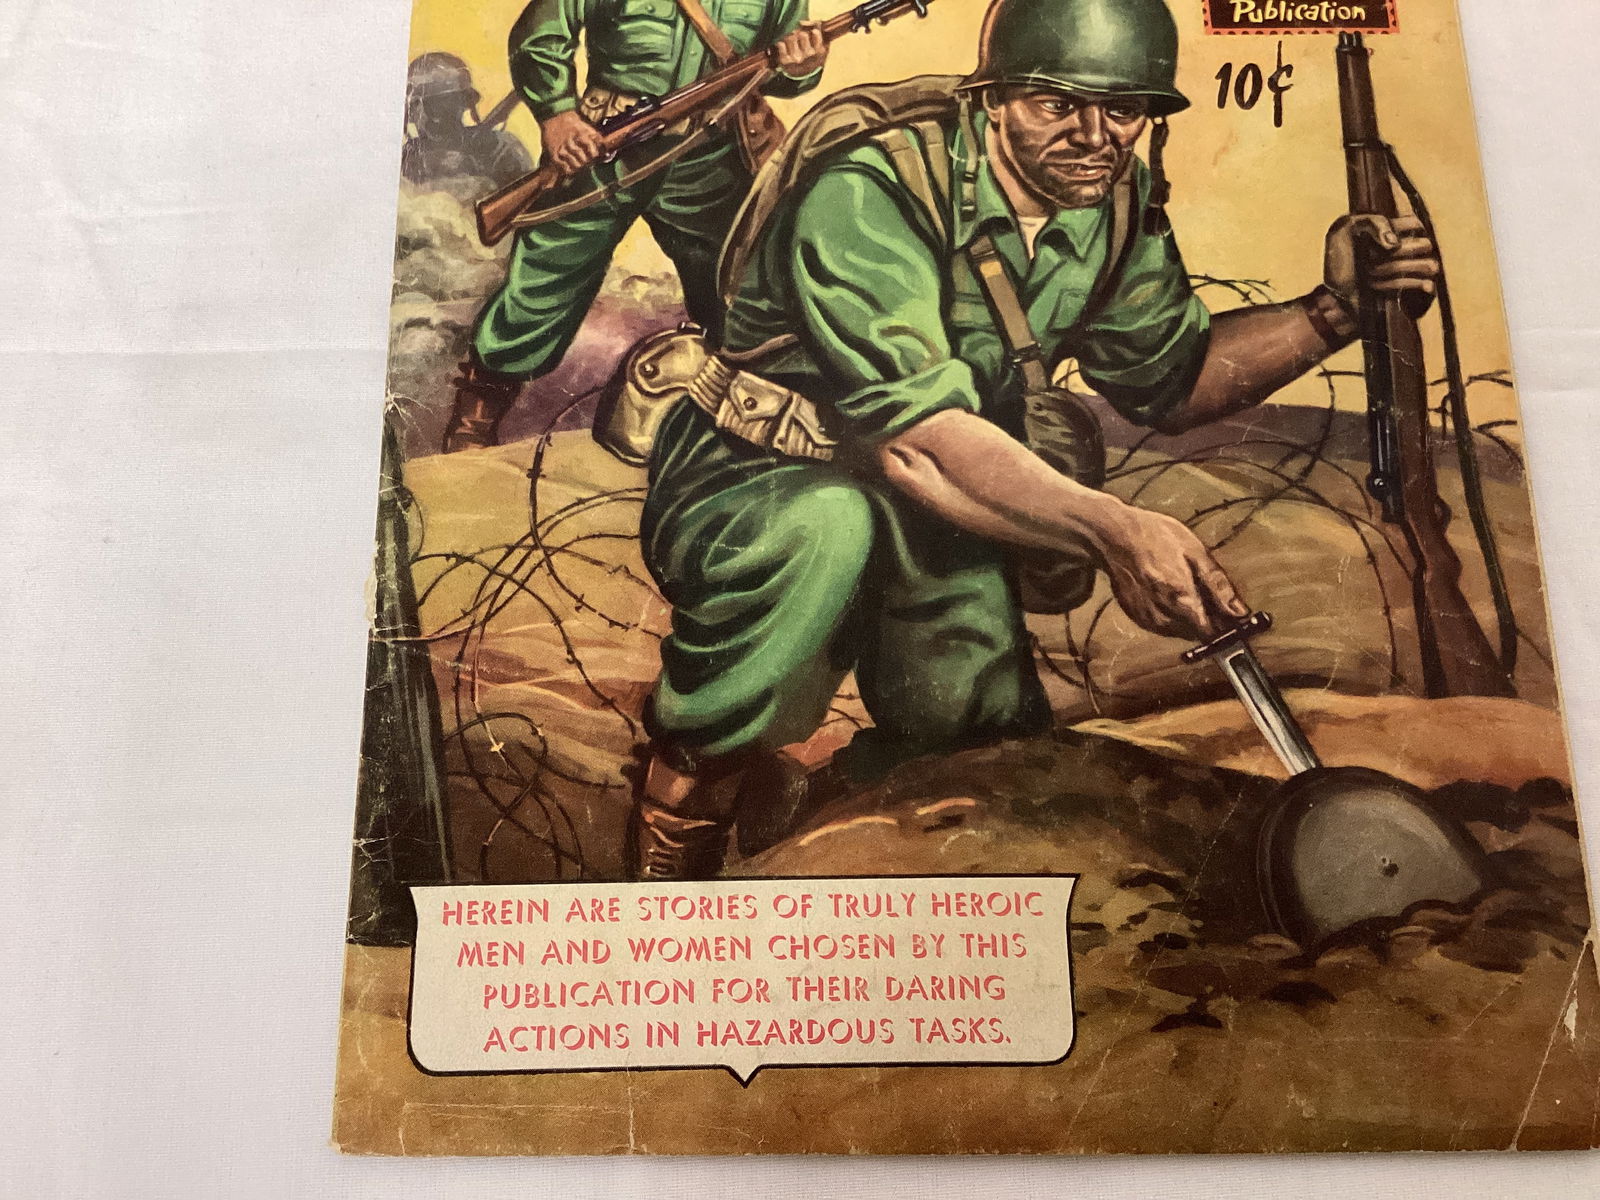 Publication
10¢
HEREIN ARE STORIES OF TRULY HEROIC
MEN AND WOMEN CHOSEN BY THIS
PUBLICATION FOR THEIR DARING
ACTIONS IN HAZARDOUS TASKS.